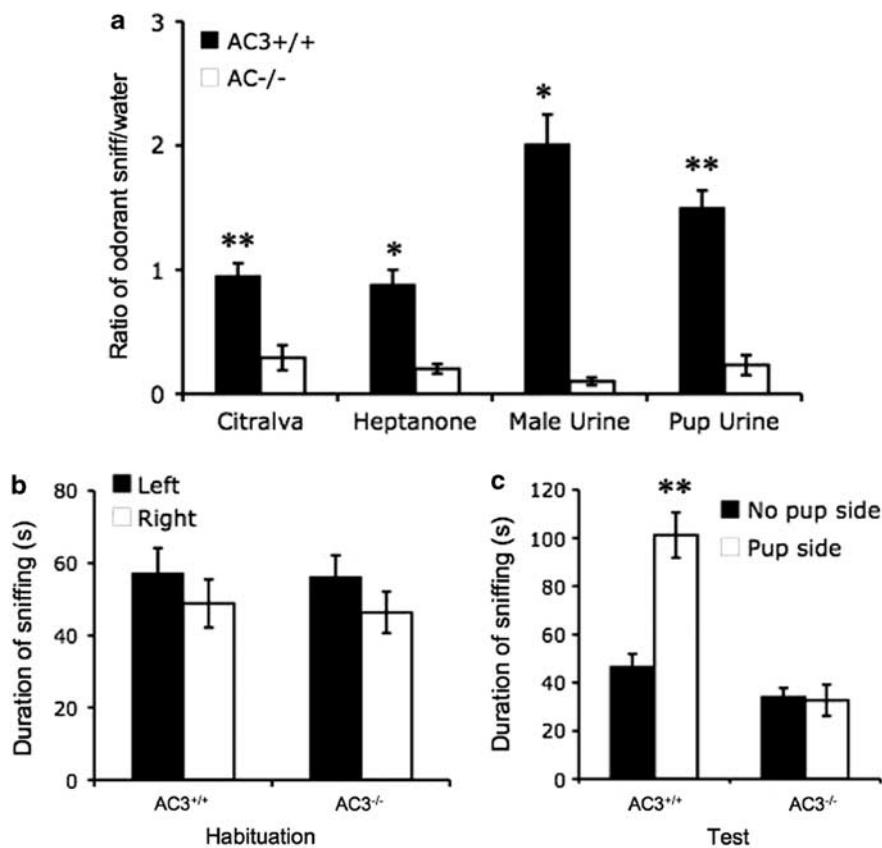 a
AC3+/+
AC-/-
Ratio of odorant sniff/water
3
2
1
0
**
*
*
**
Citralva
Heptanone
Male Urine
Pup Urine
b
Left
Right
Duration of sniffing (s)
80
60
40
20
0
AC3+/+
AC3-/-
Habituation
c
No pup side
Pup side
**
Duration of sniffing (s)
120
100
80
60
40
20
0
AC3+/+
AC3-/-
Test